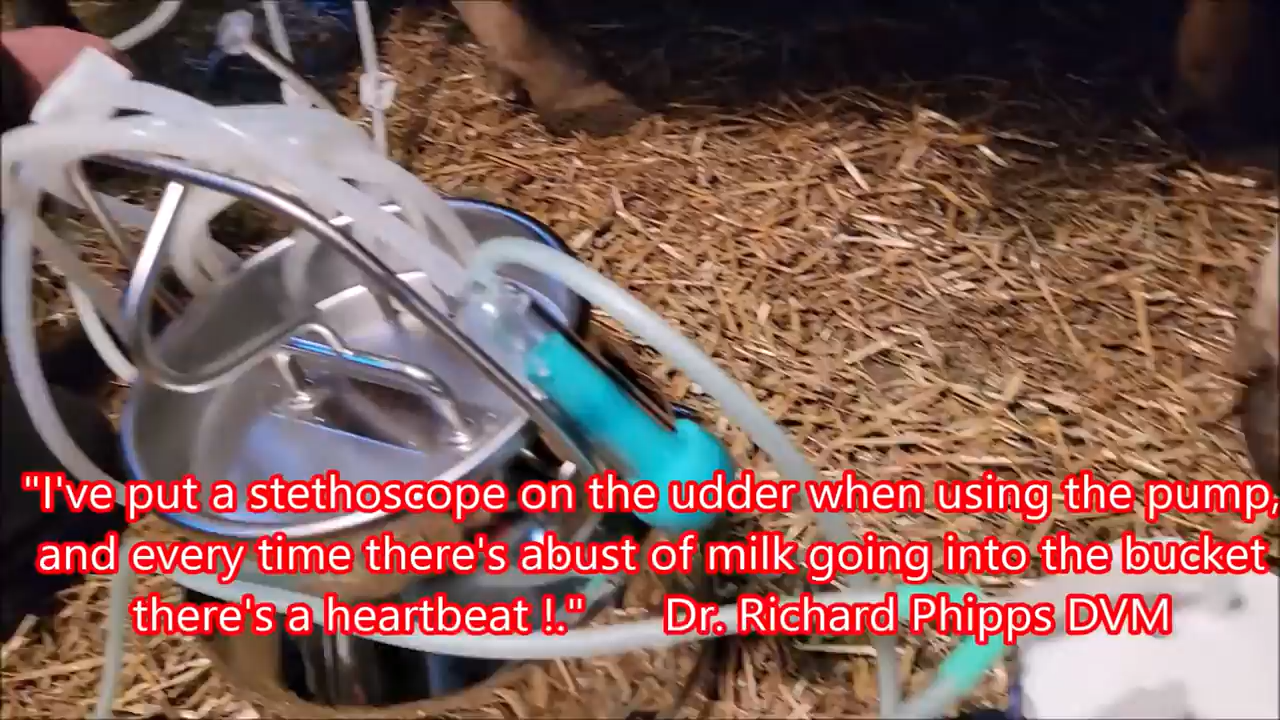 "I've put a stethoscope on the udder when using the pump,
and every time there's abust of milk going into the bucket
there's a heartbeat !." Dr. Richard Phipps DVM